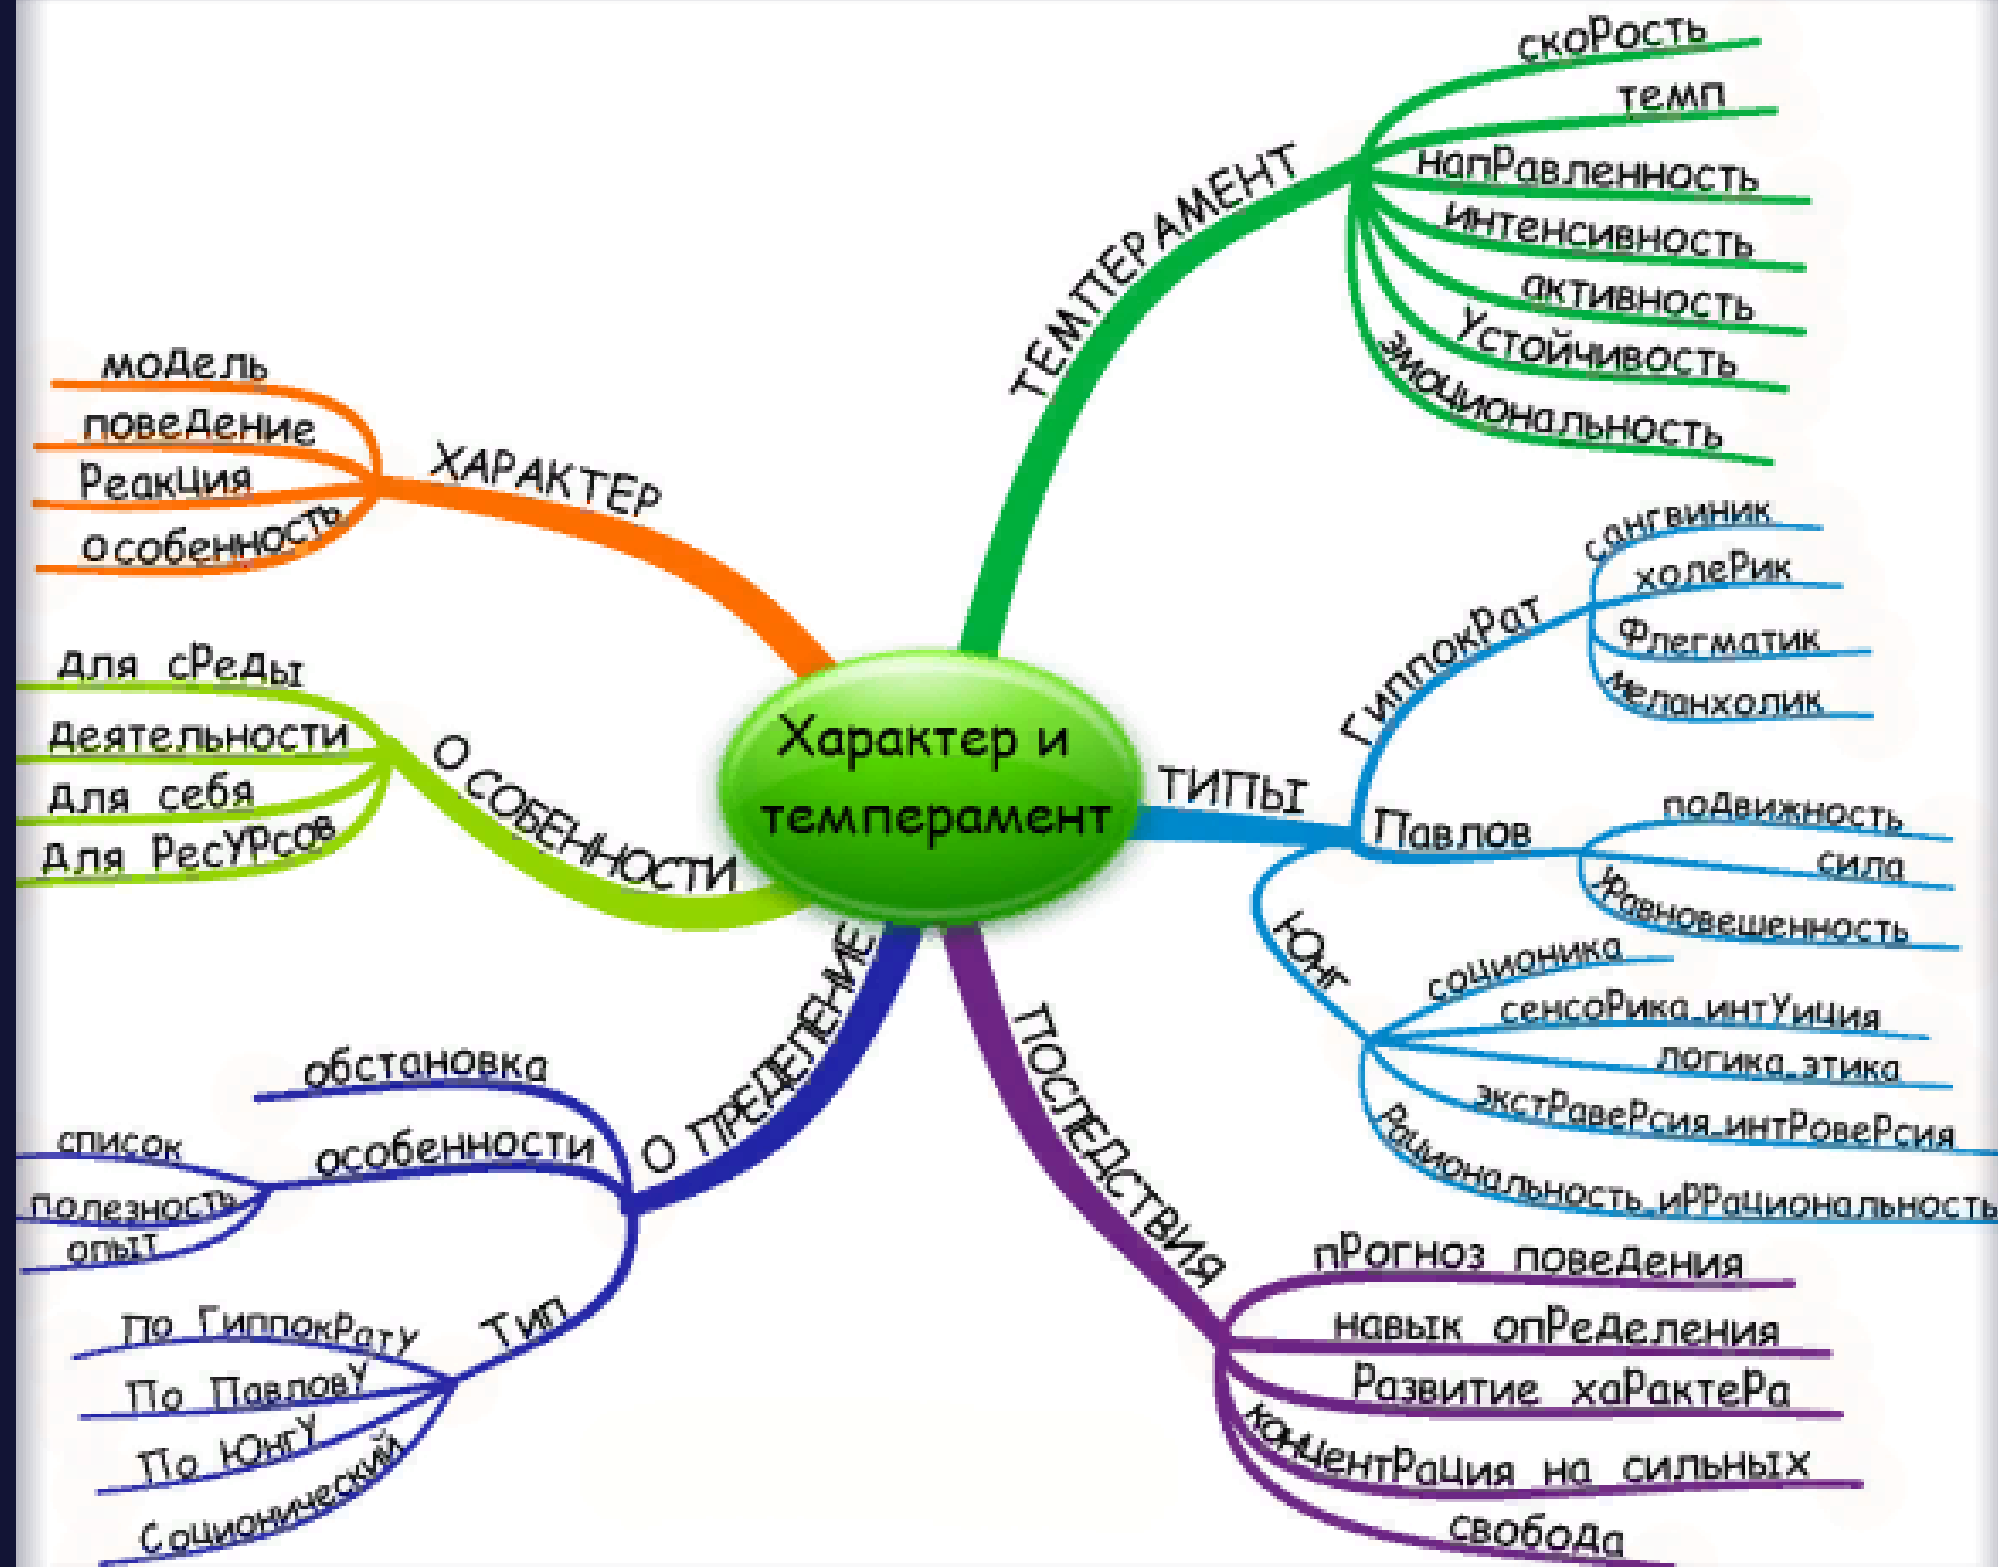 Характер и
темперамент
ТЕМПЕРАМЕНТ
скоРость
темп
напРавленность
интенсивность
активность
Устойчивость
эмоциональность
ТИПЫ
ГиппокРат
сангвиник
холеРик
Флегматик
меланхолик
Павлов
поДвижность
сила
УРавновешенность
Юнг
соционика
сенсоРика_интУиция
логика_этика
экстРавеРсия_интРовеРсия
Рациональность_иРРациональность
ПОСЛЕДСТВИЯ
пРогноз повеДения
навык опРеДеления
Развитие хаРактеРа
концентРация на сильных
свобоДа
О ПРЕДЕЛЕНИЕ
обстановка
особенности
список
полезность
опыт
Тип
По ГиппокРатУ
По ПавловУ
По ЮнгУ
Соционический
ОСОБЕННОСТИ
Для сРеДы
Деятельности
Для себя
Для РесУРсов
ХАРАКТЕР
моДель
повеДение
Реакция
особенность